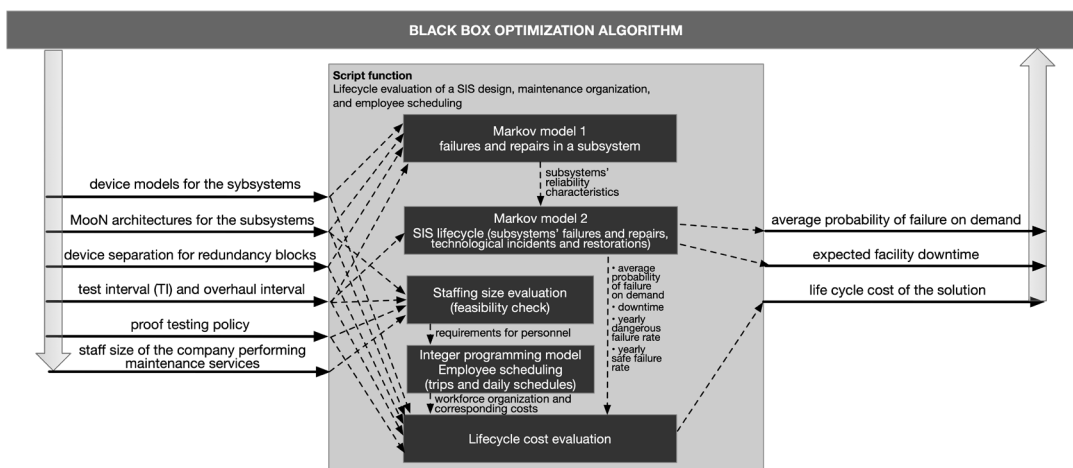 BLACK BOX OPTIMIZATION ALGORITHM
Script function
Lifecycle evaluation of a SIS design, maintenance organization,
and employee scheduling
Markov model 1
failures and repairs in a subsystem
subsystems'
reliability
characteristics
device models for the sybsystems
MooN architectures for the subsystems
device separation for redundancy blocks
test interval (TI) and overhaul interval
proof testing policy
staff size of the company performing
maintenance services
Markov model 2
SIS lifecycle (subsystems' failures and repairs,
technological incidents and restorations)
• average
probability
of failure
on demand
• downtime
• yearly
dangerous
failure rate
• yearly
safe failure
rate
Staffing size evaluation
(feasibility check)
requirements for personnel
Integer programming model
Employee scheduling
(trips and daily schedules)
workforce organization and
corresponding costs
Lifecycle cost evaluation
average probability of failure on demand
expected facility downtime
life cycle cost of the solution